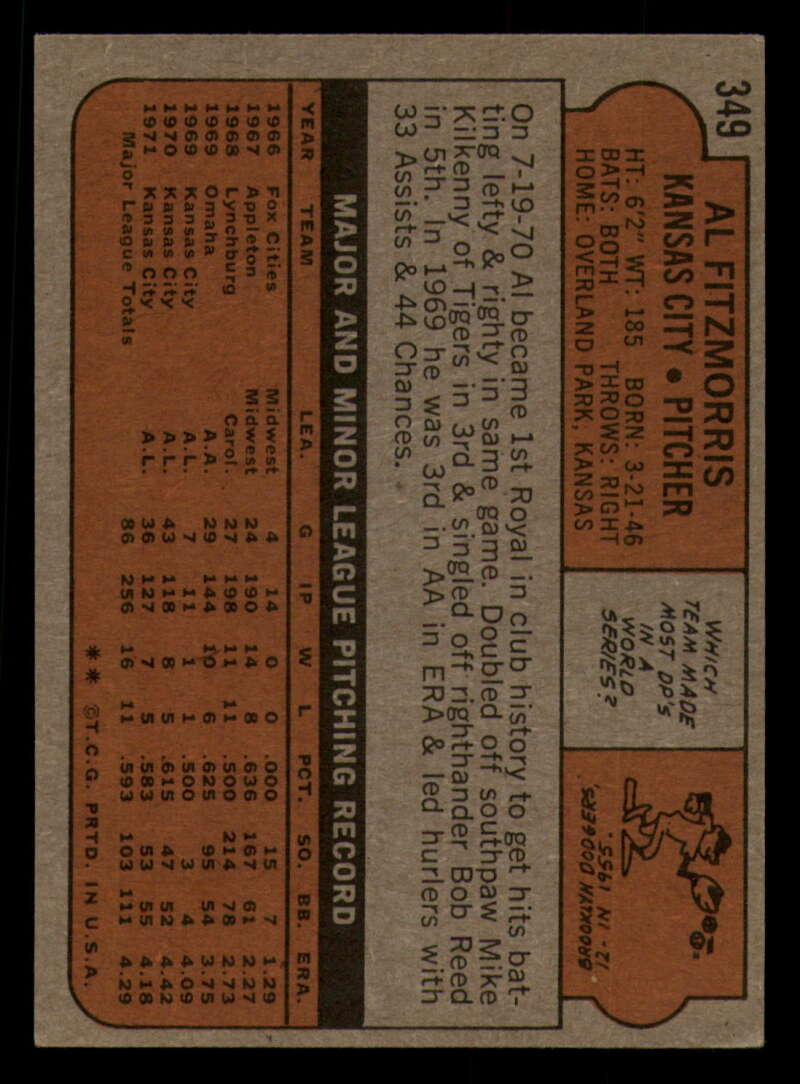 349
AL FITZMORRIS
KANSAS CITY • PITCHER
HT: 6'2" WT: 185 BORN: 3-21-46
BATS: BOTH THROWS: RIGHT
HOME: OVERLAND PARK, KANSAS
WHICH
TEAM MADE
MOST DP'S
IN A
WORLD
SERIES?
12 - IN 1955.
BROOKLYN DODGERS
On 7-19-70 Al became 1st Royal in club history to get hits bat-
ting lefty & righty in same game. Doubled off southpaw Mike
Kilkenny of Tigers in 3rd & singled off righthander Bob Reed
in 5th. In 1969 he was 3rd in AA in ERA & led hurlers with
33 Assists & 44 Chances.
MAJOR AND MINOR LEAGUE PITCHING RECORD
YEAR TEAM LEA. G IP W L PCT. SO. BB. ERA.
1966 Fox Cities Midwest 4 14 0 0 .000 15 7 1.29
1967 Appleton Midwest 24 190 14 8 .636 167 61 2.27
1968 Lynchburg Carol. 27 198 11 11 .500 214 78 2.73
1969 Omaha A.A. 29 144 10 6 .625 95 54 3.75
1969 Kansas City A.L. 7 11 1 1 .500 3 4 4.09
1970 Kansas City A.L. 43 118 8 5 .615 47 52 4.42
1971 Kansas City A.L. 36 127 7 5 .583 53 55 4.18
Major League Totals 86 256 16 11 .593 103 111 4.29
** ©T.C.G. PRTD. IN U.S.A.